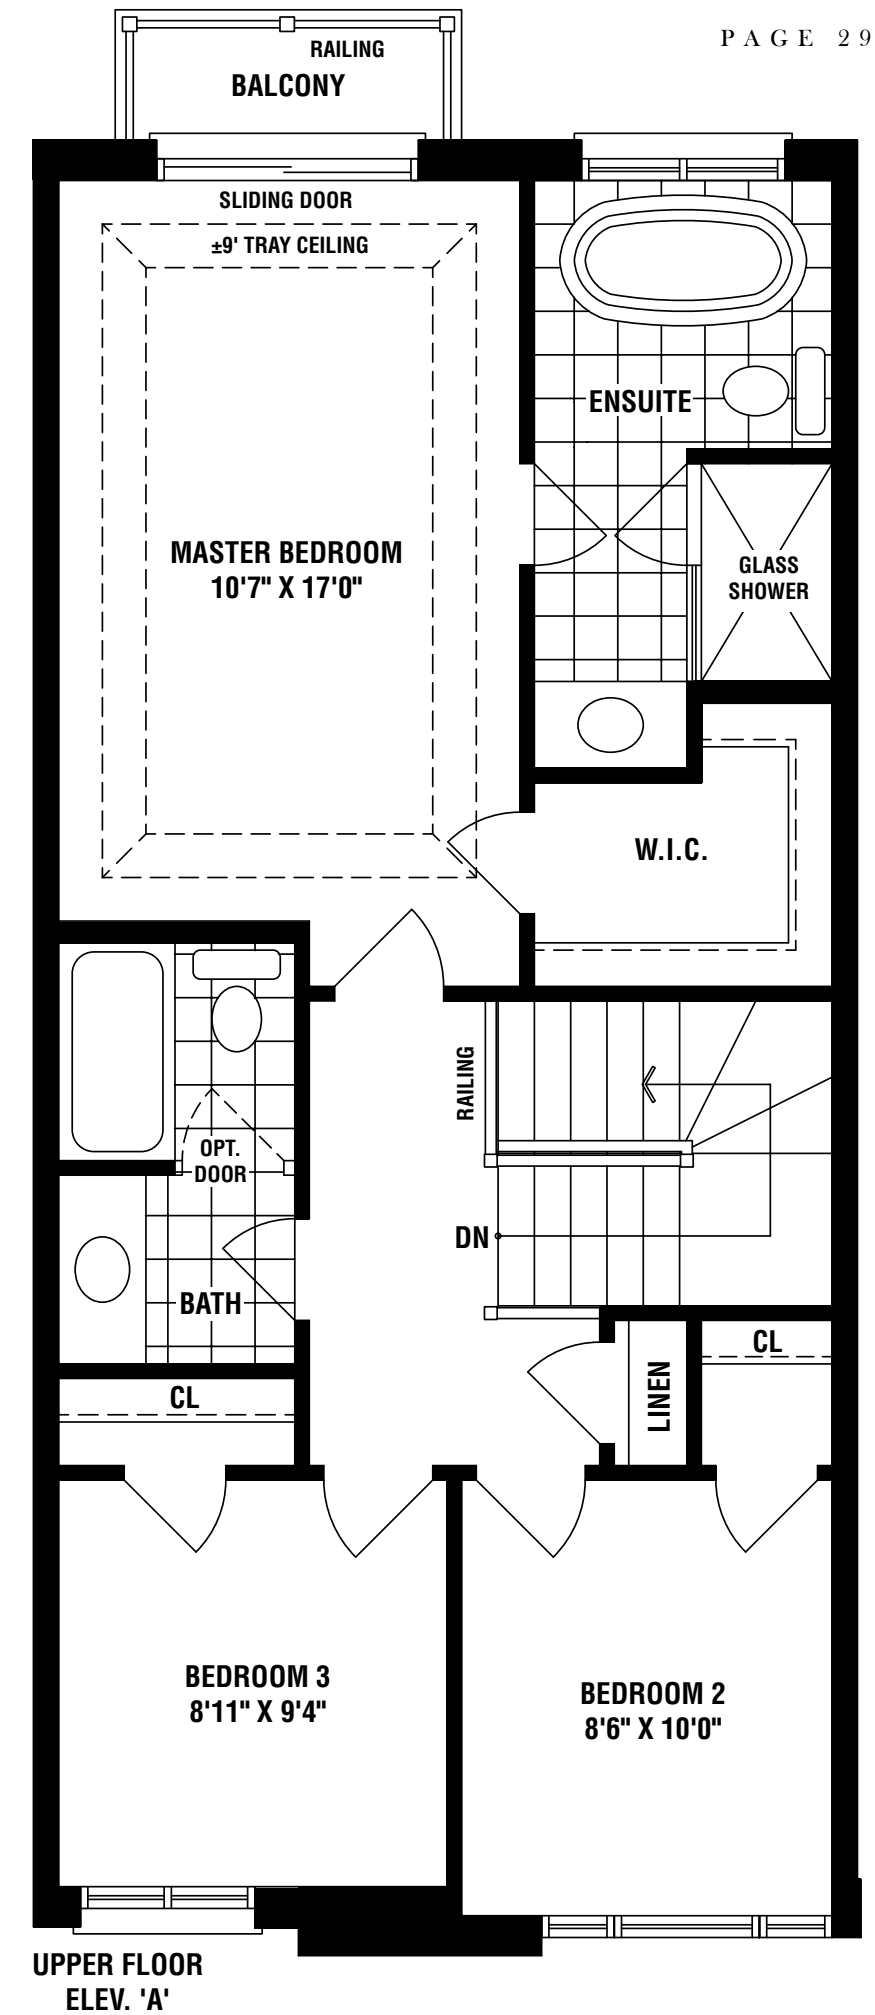 PAGE 29
RAILING
BALCONY
SLIDING DOOR
±9' TRAY CEILING
ENSUITE
MASTER BEDROOM
10'7" X 17'0"
GLASS
SHOWER
W.I.C.
RAILING
OPT.
DOOR
DN
BATH
CL
LINEN
CL
BEDROOM 3
8'11" X 9'4"
BEDROOM 2
8'6" X 10'0"
UPPER FLOOR
ELEV. 'A'